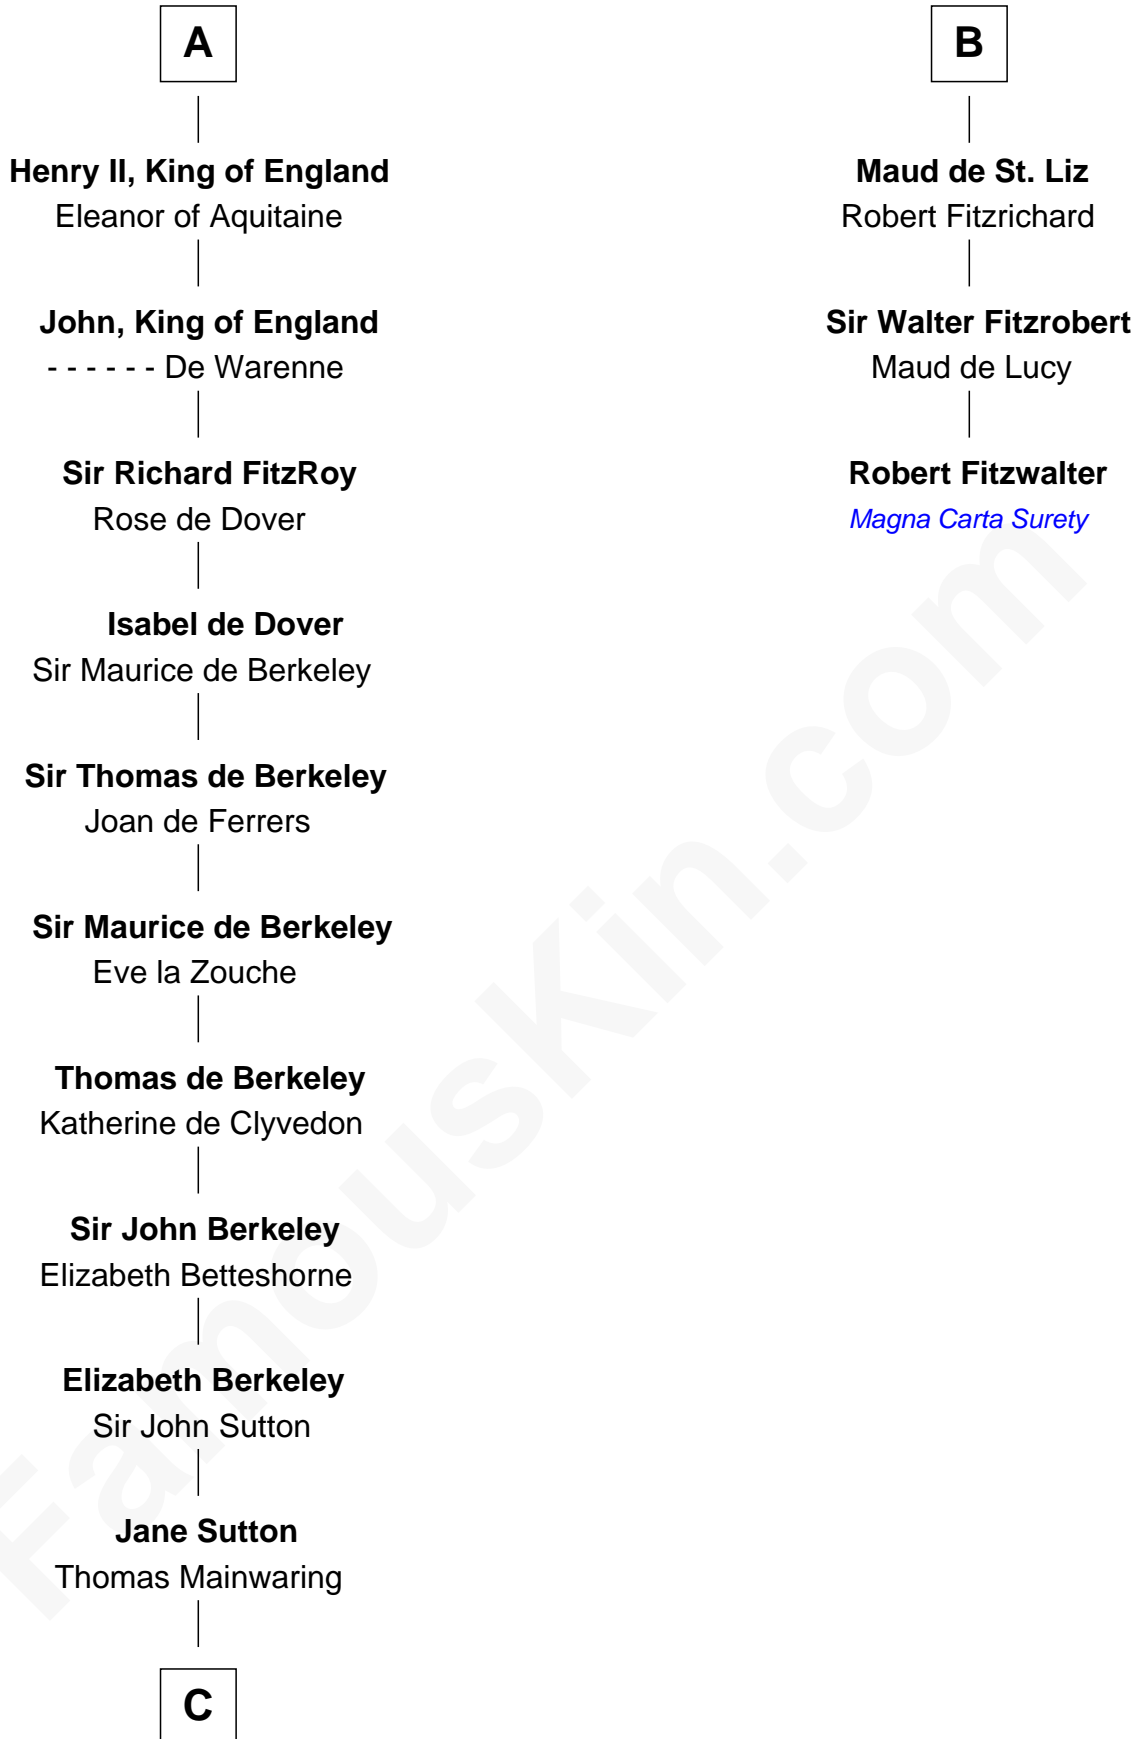 A
Henry II, King of England
Eleanor of Aquitaine
John, King of England
- - - - - - De Warenne
Sir Richard FitzRoy
Rose de Dover
Isabel de Dover
Sir Maurice de Berkeley
Sir Thomas de Berkeley
Joan de Ferrers
Sir Maurice de Berkeley
Eve la Zouche
Thomas de Berkeley
Katherine de Clyvedon
Sir John Berkeley
Elizabeth Betteshorne
Elizabeth Berkeley
Sir John Sutton
Jane Sutton
Thomas Mainwaring
C
B
Maud de St. Liz
Robert Fitzrichard
Sir Walter Fitzrobert
Maud de Lucy
Robert Fitzwalter
Magna Carta Surety
FamousKin.com